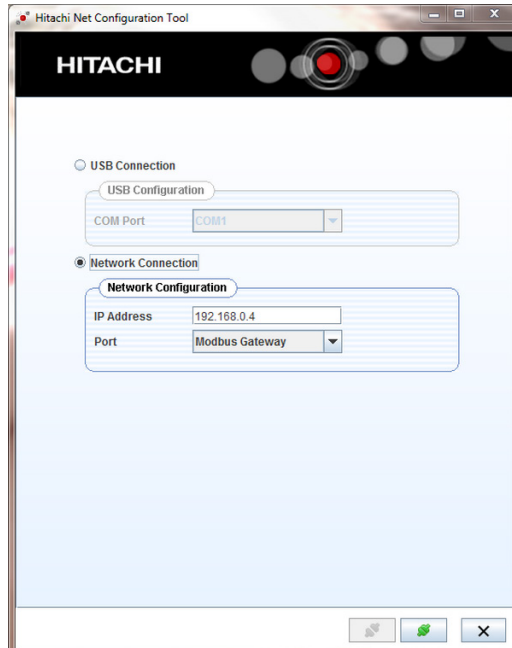 Hitachi Net Configuration Tool
HITACHI
USB Connection
USB Configuration
COM Port COM1
Network Connection
Network Configuration
IP Address 192.168.0.4
Port Modbus Gateway